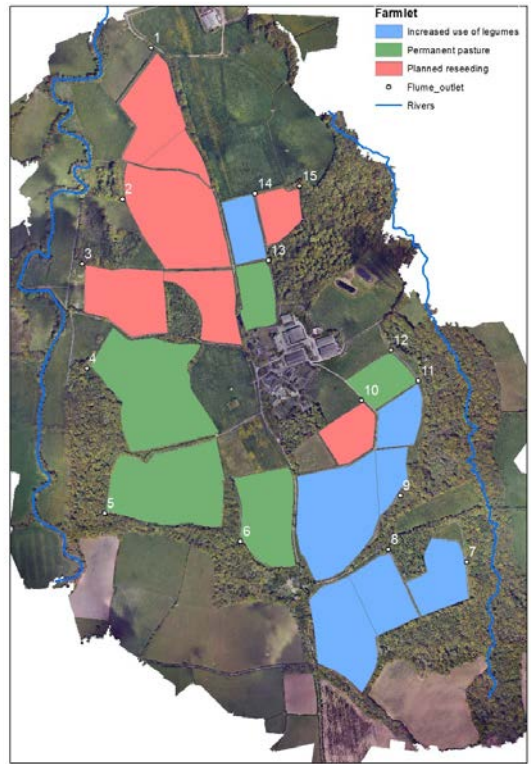 Farmlet
Increased use of legumes
Permanent pasture
Planned reseeding
Flume_outlet
Rivers
1
2
15
14
3
13
12
4
11
10
9
5
6
8
7